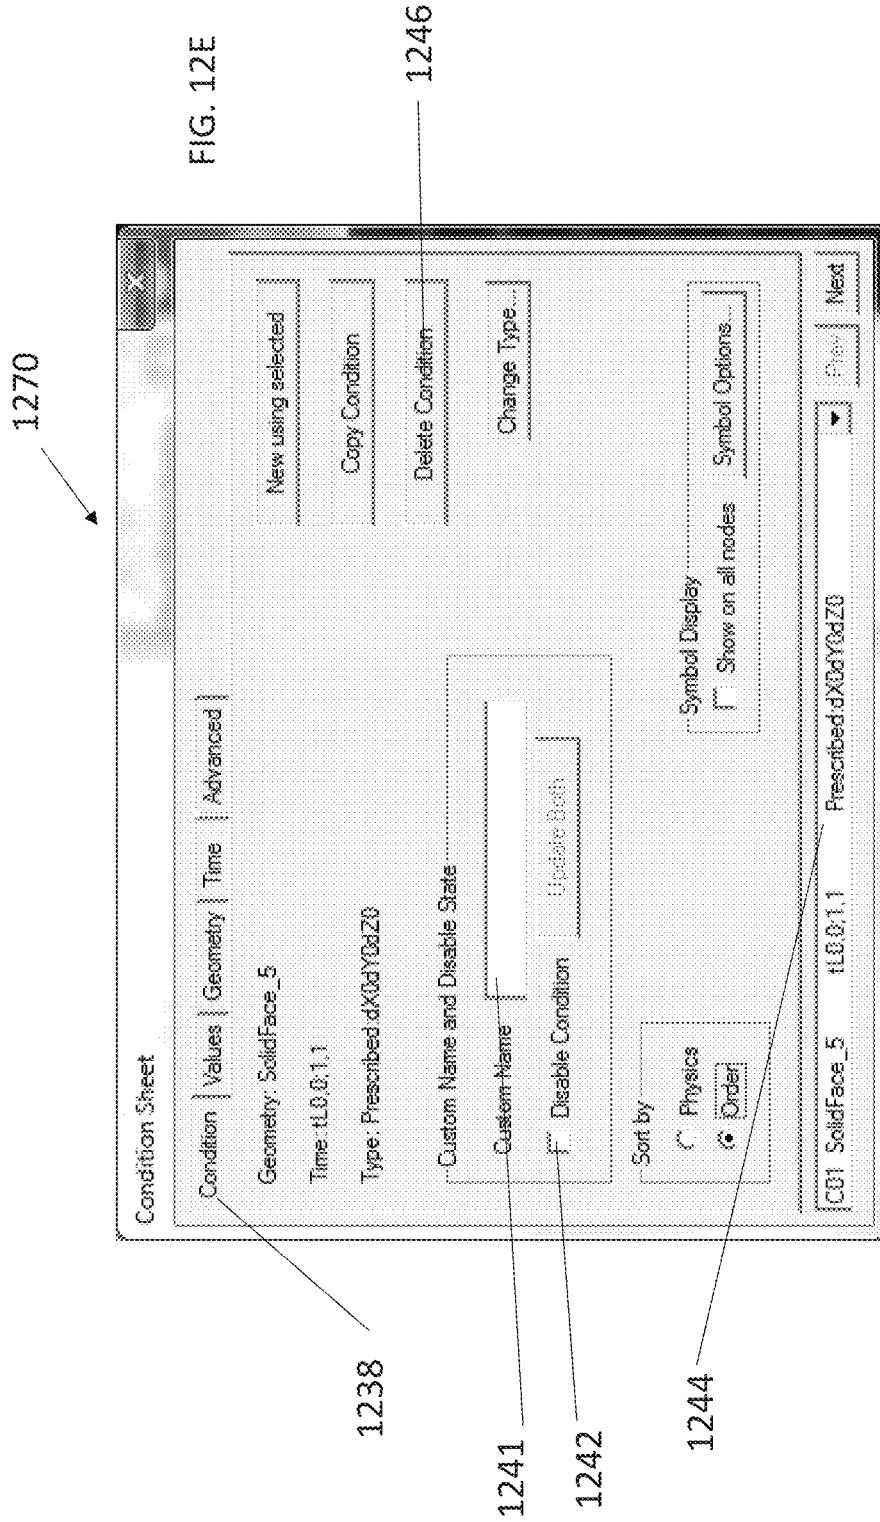 FIG. 12E
1270
Condition Sheet
X
Condition Values Geometry Time Advanced
Geometry: SolidFace_5
Time: tL0,0;1,1
Type: Prescribed:dX0dY0dZ0
New using selected
Copy Condition
Delete Condition
Change Type...
Custom Name and Disable State
Custom Name
Disable Condition
Update Both
Sort by
Physics
Order
Symbol Display
Show on all nodes
Symbol Options...
C01 SolidFace_5 tL0,0;1,1 Prescribed:dX0dY0dZ0
Prev
Next
1238
1241
1242
1244
1246